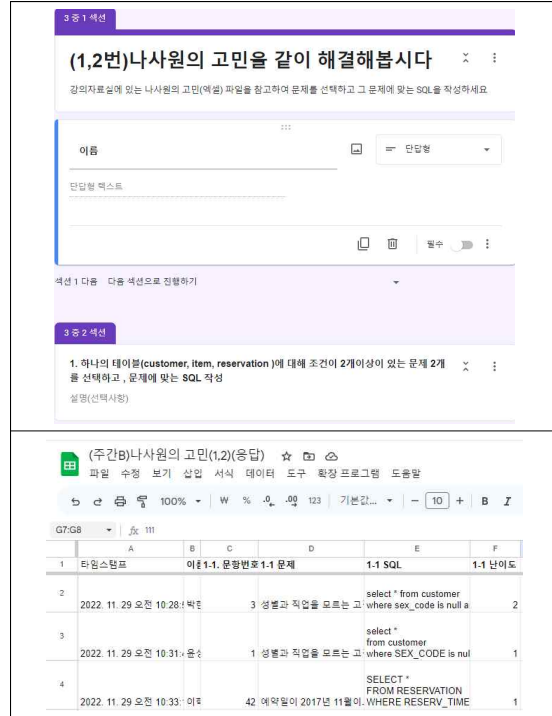 3 중 1 섹션
(1,2번)나사원의 고민을 같이 해결해봅시다
강의자료실에 있는 나사원의 고민(엑셀) 파일을 참고하여 문제를 선택하고 그 문제에 맞는 SQL을 작성하세요
이름
단답형
단답형 텍스트
필수
섹션 1 다음 다음 섹션으로 진행하기
3 중 2 섹션
1. 하나의 테이블(customer, item, reservation )에 대해 조건이 2개이상이 있는 문제 2개
를 선택하고 , 문제에 맞는 SQL 작성
설명(선택사항)
(주간B)나사원의 고민(1,2)(응답)
파일 수정 보기 삽입 서식 데이터 도구 확장 프로그램 도움말
100% ₩ % .0 .00 123 기본값... 10 B I
G7:G8 fx 111
A B C D E F
1 타임스탬프 이름 1-1. 문항번호 1-1 문제 1-1 SQL 1-1 난이도
select * from customer
2 2022. 11. 29 오전 10:28: 3 성별과 직업을 모르는 고 where sex_code is null a 2
select *
from customer
3 2022. 11. 29 오전 10:31: 1 성별과 직업을 모르는 고 where SEX_CODE is nul 1
SELECT *
FROM RESERVATION
4 2022. 11. 29 오전 10:33: 42 예약일이 2017년 11월이. WHERE RESERV_TIME 1